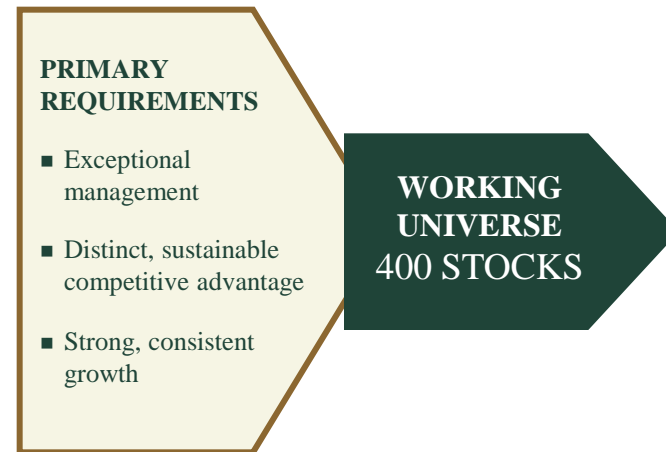 PRIMARY
REQUIREMENTS
■ Exceptional
management
■ Distinct, sustainable
competitive advantage
■ Strong, consistent
growth
WORKING
UNIVERSE
400 STOCKS